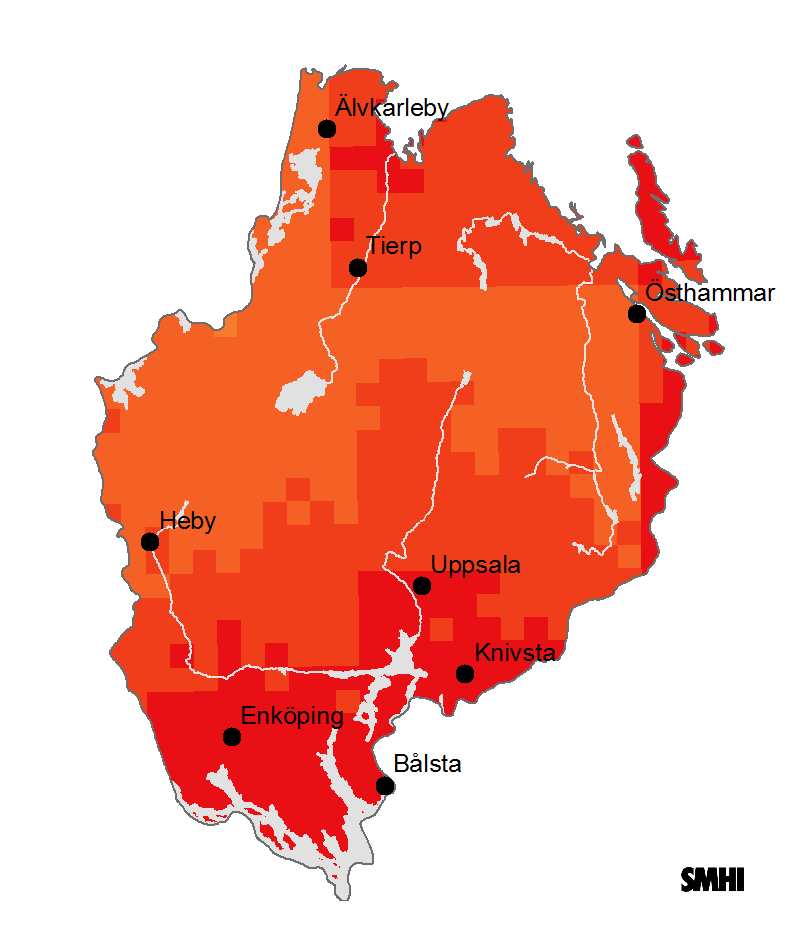 Älvkarleby
Tierp
Östhammar
Heby
Uppsala
Knivsta
Enköping
Bålsta
SMHI